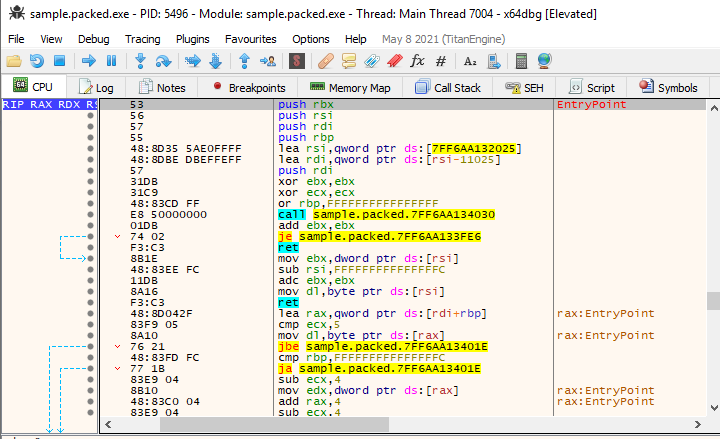 sample.packed.exe - PID: 5496 - Module: sample.packed.exe - Thread: Main Thread 7004 - x64dbg [Elevated]
File View Debug Tracing Plugins Favourites Options Help May 8 2021 (TitanEngine)
CPU Log Notes Breakpoints Memory Map Call Stack SEH Script Symbols
RIP RAX RDX RS 53 push rbx EntryPoint
56 push rsi
57 push rdi
55 push rbp
48:8D35 5AE0FFFF lea rsi,qword ptr ds:[7FF6AA132025]
48:8DBE DBEFFEFF lea rdi,qword ptr ds:[rsi-11025]
57 push rdi
31DB xor ebx,ebx
31C9 xor ecx,ecx
48:83CD FF or rbp,FFFFFFFFFFFFFFFF
E8 50000000 call sample.packed.7FF6AA134030
01DB add ebx,ebx
74 02 je sample.packed.7FF6AA133FE6
F3:C3 ret
8B1E mov ebx,dword ptr ds:[rsi]
48:83EE FC sub rsi,FFFFFFFFFFFFFFFC
11DB adc ebx,ebx
8A16 mov dl,byte ptr ds:[rsi]
F3:C3 ret
48:8D042F lea rax,qword ptr ds:[rdi+rbp] rax:EntryPoint
83F9 05 cmp ecx,5
8A10 mov dl,byte ptr ds:[rax] rax:EntryPoint
76 21 jbe sample.packed.7FF6AA13401E
48:83FD FC cmp rbp,FFFFFFFFFFFFFFFC
77 1B ja sample.packed.7FF6AA13401E
83E9 04 sub ecx,4
8B10 mov edx,dword ptr ds:[rax] rax:EntryPoint
48:83C0 04 add rax,4 rax:EntryPoint
83E9 04 sub ecx,4